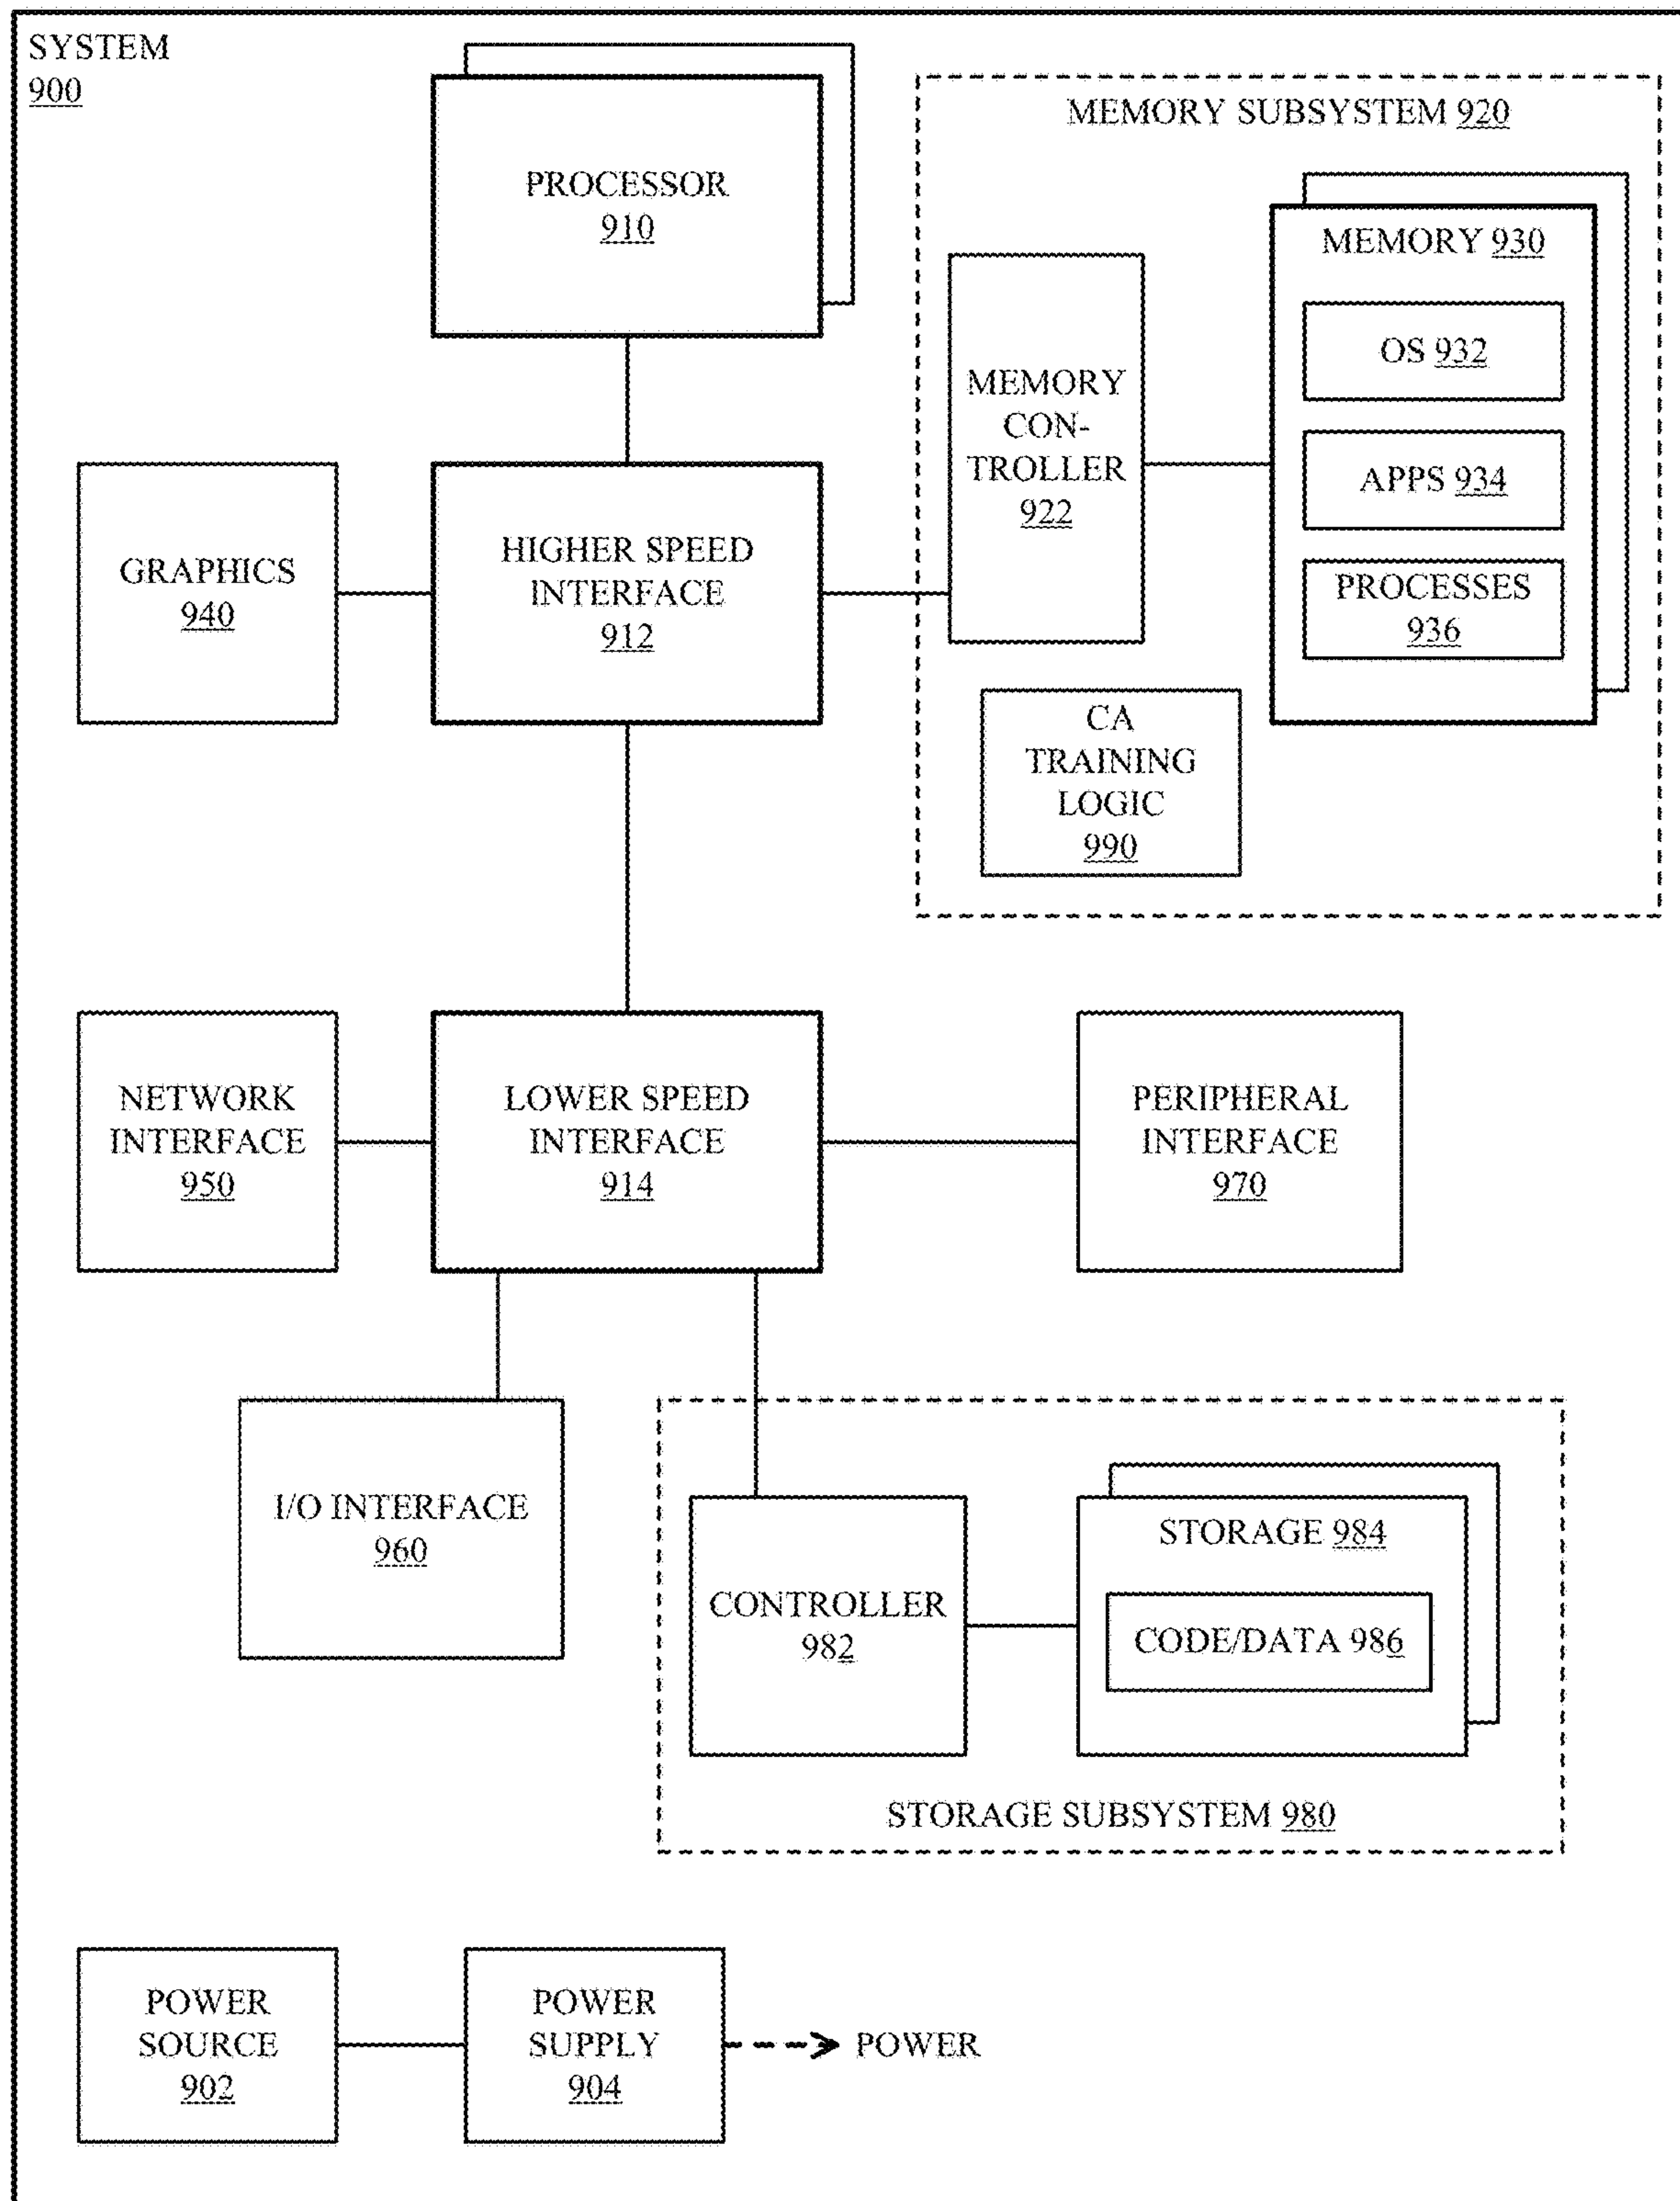 SYSTEM
900
PROCESSOR
910
MEMORY SUBSYSTEM 920
MEMORY 930
OS 932
APPS 934
PROCESSES
936
MEMORY
CON-
TROLLER
922
CA
TRAINING
LOGIC
990
GRAPHICS
940
HIGHER SPEED
INTERFACE
912
NETWORK
INTERFACE
950
LOWER SPEED
INTERFACE
914
PERIPHERAL
INTERFACE
970
I/O INTERFACE
960
CONTROLLER
982
STORAGE 984
CODE/DATA 986
STORAGE SUBSYSTEM 980
POWER
SOURCE
902
POWER
SUPPLY
904
POWER